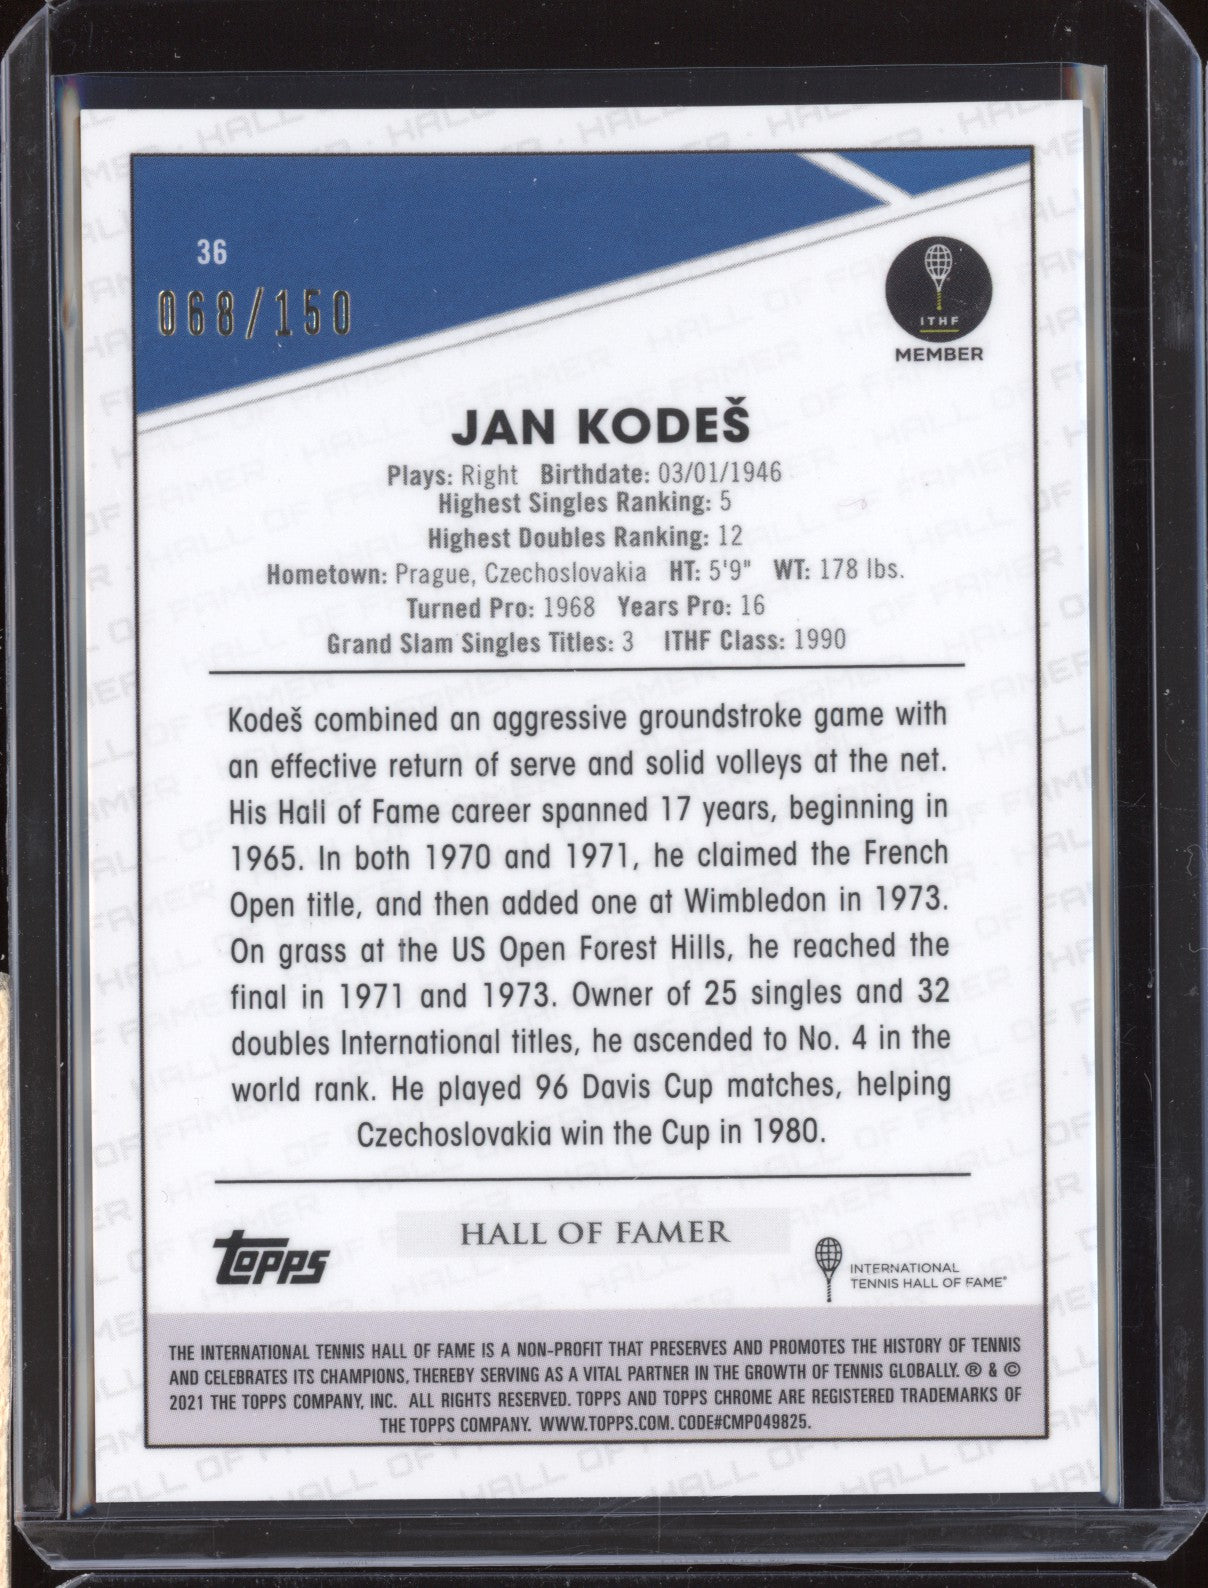 36
068/150
ITHF
MEMBER
JAN KODEŠ
Plays: Right Birthdate: 03/01/1946
Highest Singles Ranking: 5
Highest Doubles Ranking: 12
Hometown: Prague, Czechoslovakia HT: 5'9" WT: 178 lbs.
Turned Pro: 1968 Years Pro: 16
Grand Slam Singles Titles: 3 ITHF Class: 1990
Kodeš combined an aggressive groundstroke game with
an effective return of serve and solid volleys at the net.
His Hall of Fame career spanned 17 years, beginning in
1965. In both 1970 and 1971, he claimed the French
Open title, and then added one at Wimbledon in 1973.
On grass at the US Open Forest Hills, he reached the
final in 1971 and 1973. Owner of 25 singles and 32
doubles International titles, he ascended to No. 4 in the
world rank. He played 96 Davis Cup matches, helping
Czechoslovakia win the Cup in 1980.
HALL OF FAMER
Topps
INTERNATIONAL
TENNIS HALL OF FAME®
THE INTERNATIONAL TENNIS HALL OF FAME IS A NON-PROFIT THAT PRESERVES AND PROMOTES THE HISTORY OF TENNIS
AND CELEBRATES ITS CHAMPIONS, THEREBY SERVING AS A VITAL PARTNER IN THE GROWTH OF TENNIS GLOBALLY. ® & ©
2021 THE TOPPS COMPANY, INC. ALL RIGHTS RESERVED. TOPPS AND TOPPS CHROME ARE REGISTERED TRADEMARKS OF
THE TOPPS COMPANY. WWW.TOPPS.COM. CODE#CMP049825.